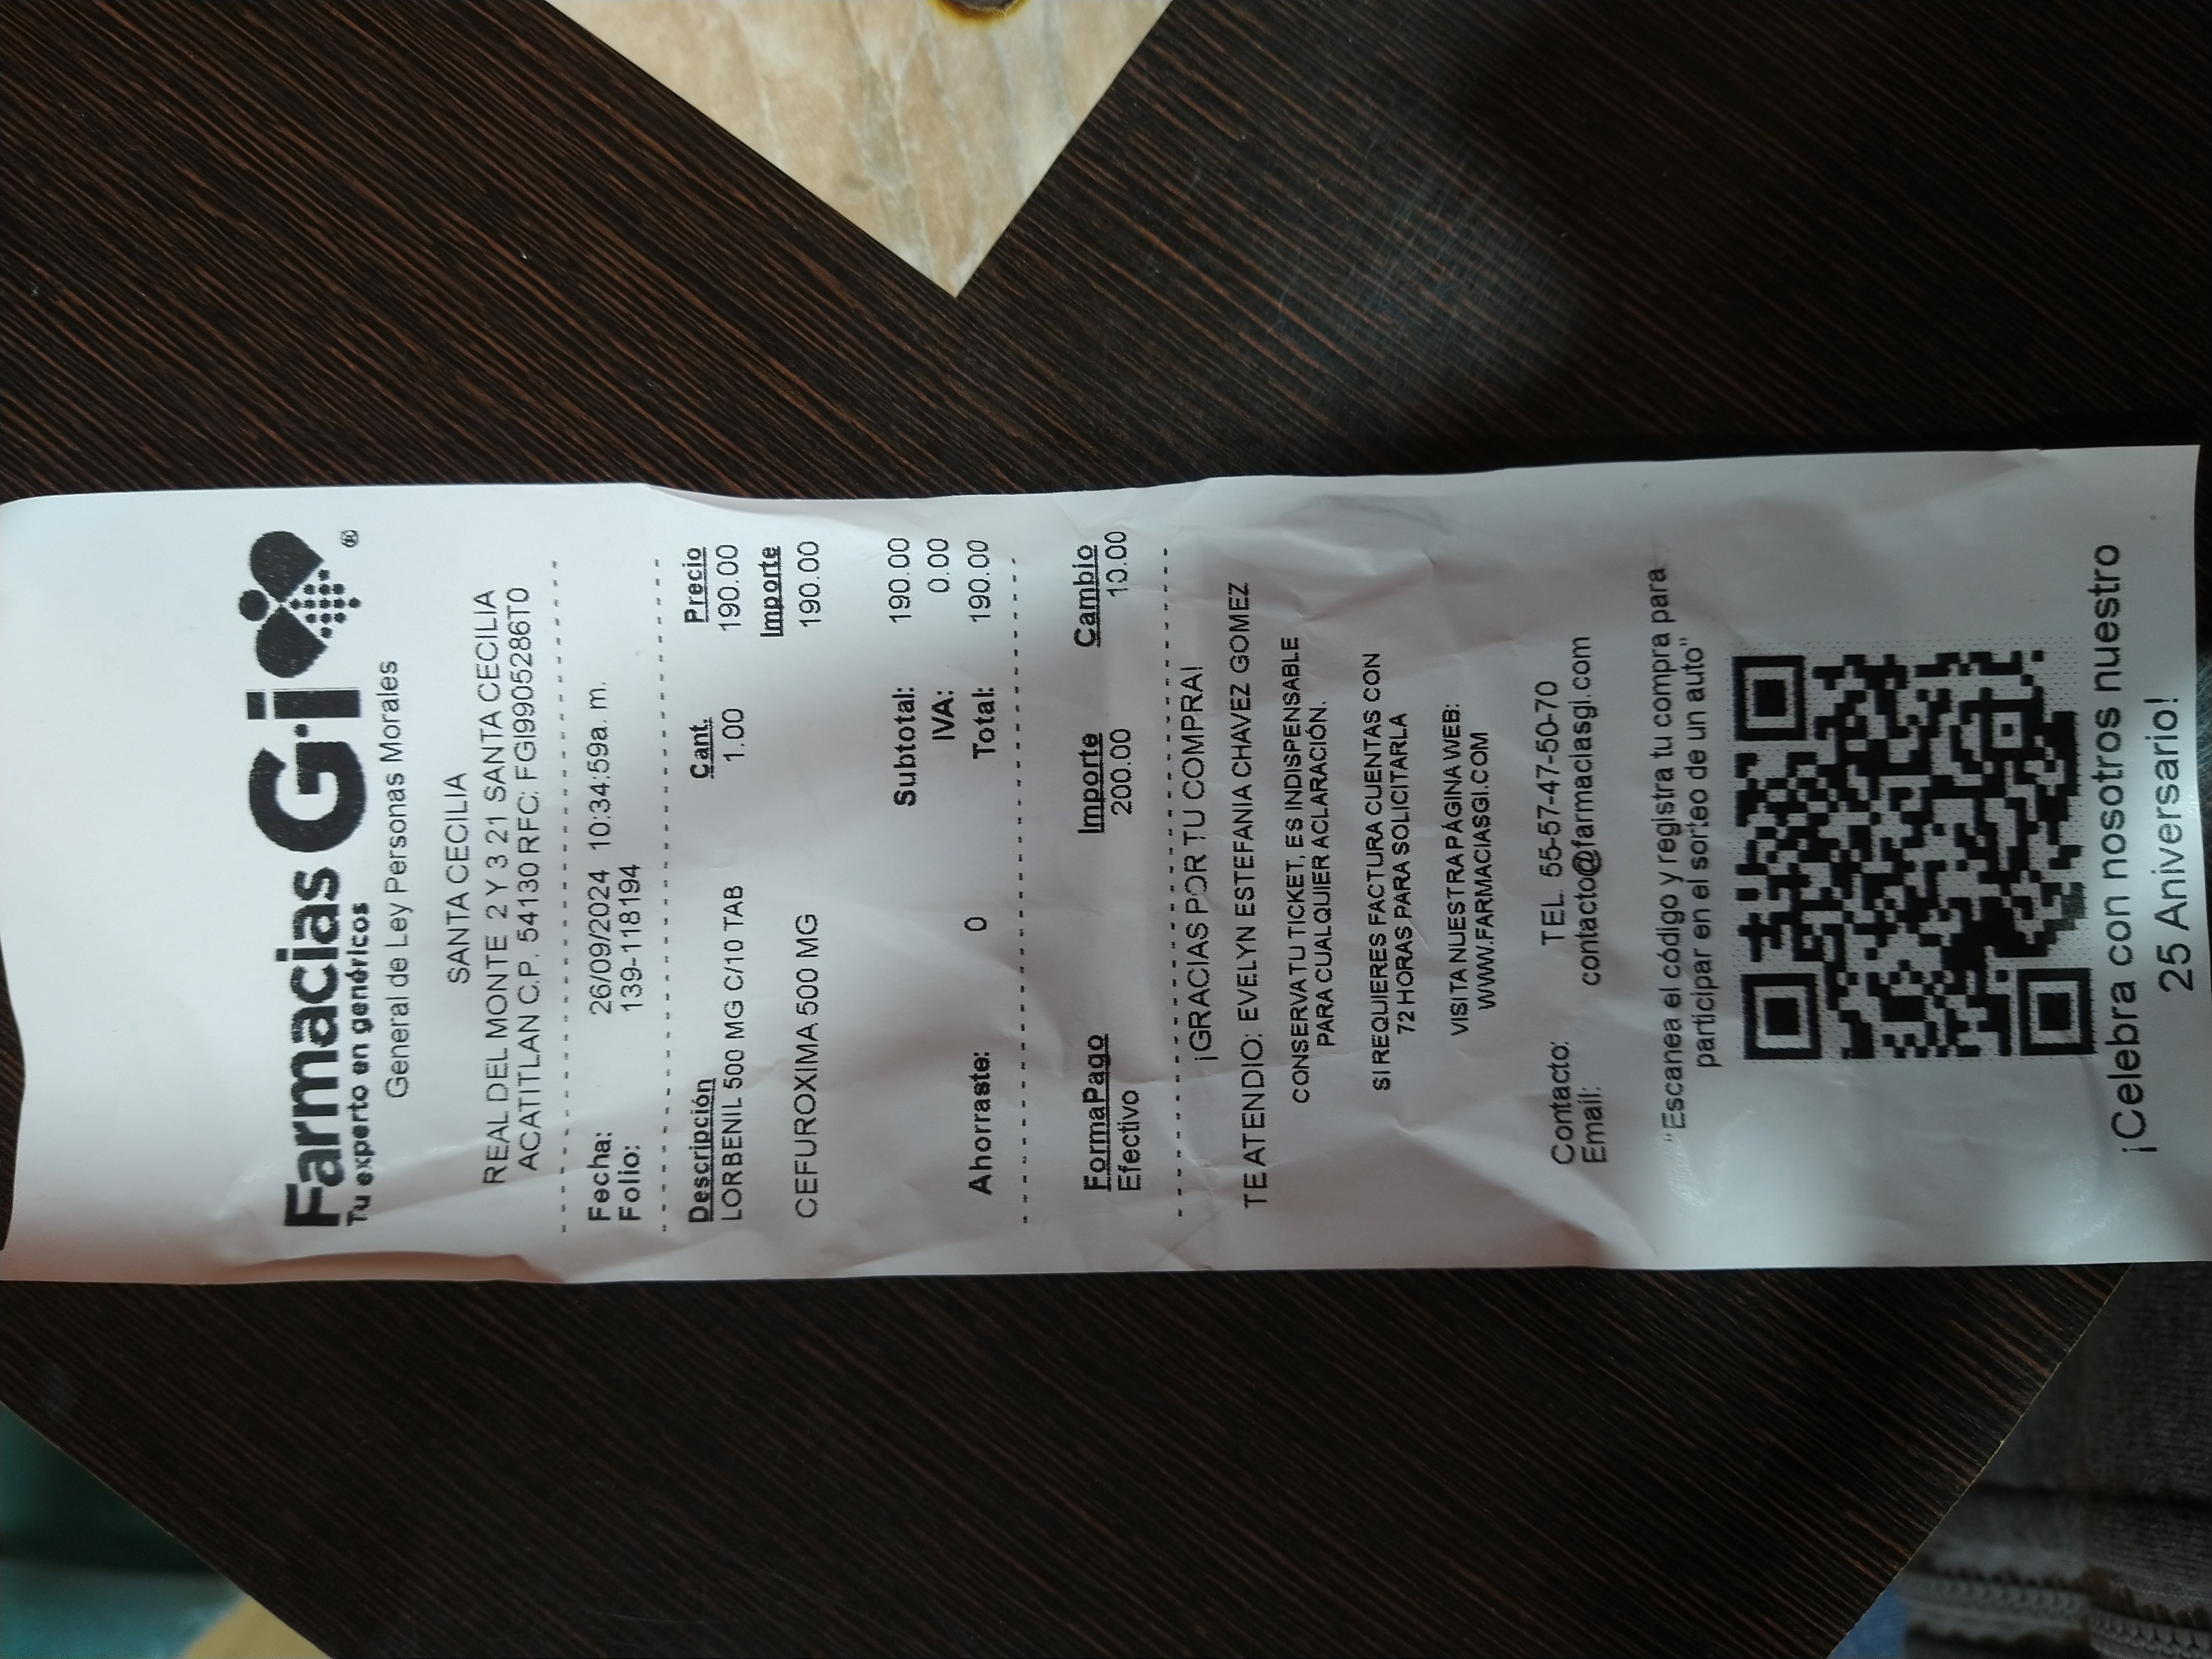 Farmacias Gi ®
Tu experto en genéricos
General de Ley Personas Morales
SANTA CECILIA
REAL DEL MONTE 2 Y 3 21 SANTA CECILIA
ACATITLAN C.P. 54130 RFC: FGI9905286T0
Fecha: 26/09/2024 10:34:59a. m.
Folio: 139-118194
Descripción Cant. Precio
LORBENIL 500 MG C/10 TAB 1.00 190.00
Importe
CEFUROXIMA 500 MG 190.00
Subtotal: 190.00
IVA: 0.00
Ahorraste: 0 Total: 190.00
FormaPago Importe Cambio
Efectivo 200.00 10.00
¡GRACIAS POR TU COMPRA!
TE ATENDIO: EVELYN ESTEFANIA CHAVEZ GOMEZ
CONSERVA TU TICKET, ES INDISPENSABLE
PARA CUALQUIER ACLARACIÓN.
SI REQUIERES FACTURA CUENTAS CON
72 HORAS PARA SOLICITARLA
VISITA NUESTRA PÁGINA WEB:
WWW.FARMACIASGI.COM
Contacto: TEL. 55-57-47-50-70
Email: contacto@farmaciasgi.com
"Escanea el código y registra tu compra para
participar en el sorteo de un auto"
¡Celebra con nosotros nuestro
25 Aniversario!